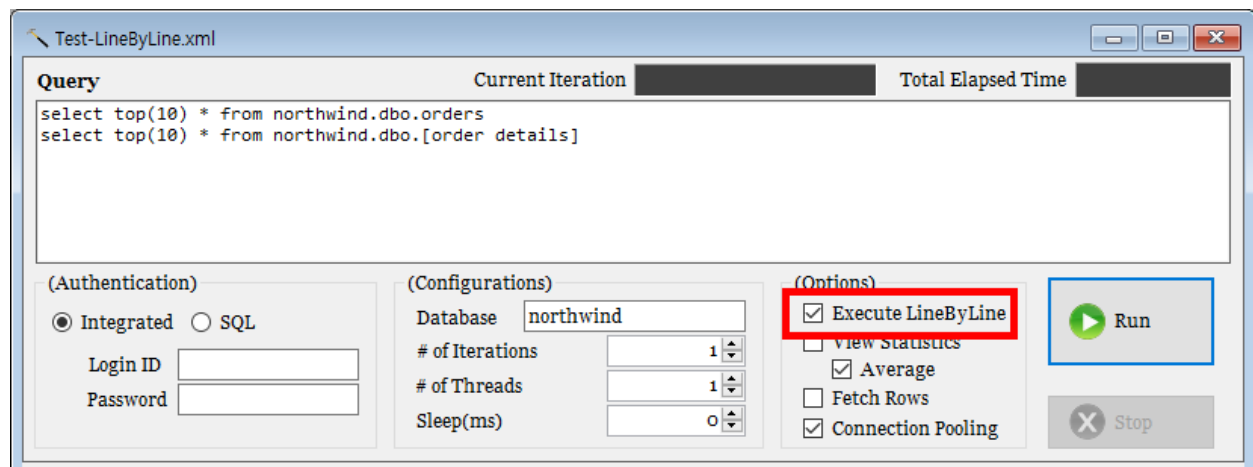 Test-LineByLine.xml
Query
Current Iteration
Total Elapsed Time
select top(10) * from northwind.dbo.orders
select top(10) * from northwind.dbo.[order details]
(Authentication)
Integrated
SQL
Login ID
Password
(Configurations)
Database northwind
# of Iterations 1
# of Threads 1
Sleep(ms) 0
(Options)
Execute LineByLine
View Statistics
Average
Fetch Rows
Connection Pooling
Run
Stop